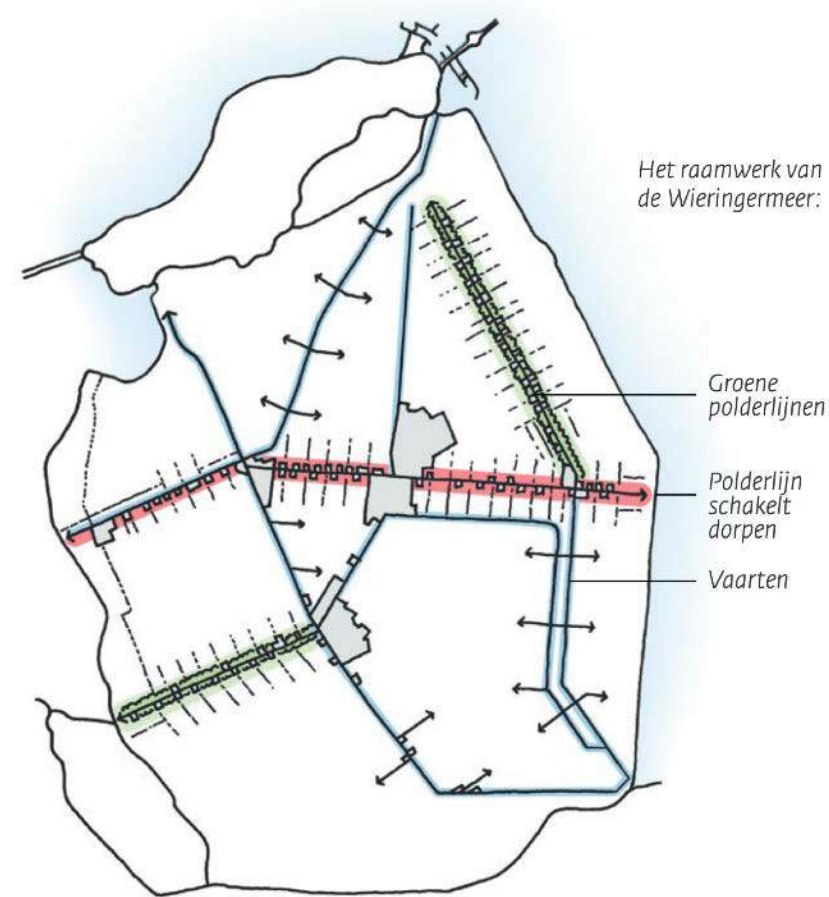 Het raamwerk van
de Wieringermeer:
Groene
polderlijnen
Polderlijn
schakelt
dorpen
Vaarten